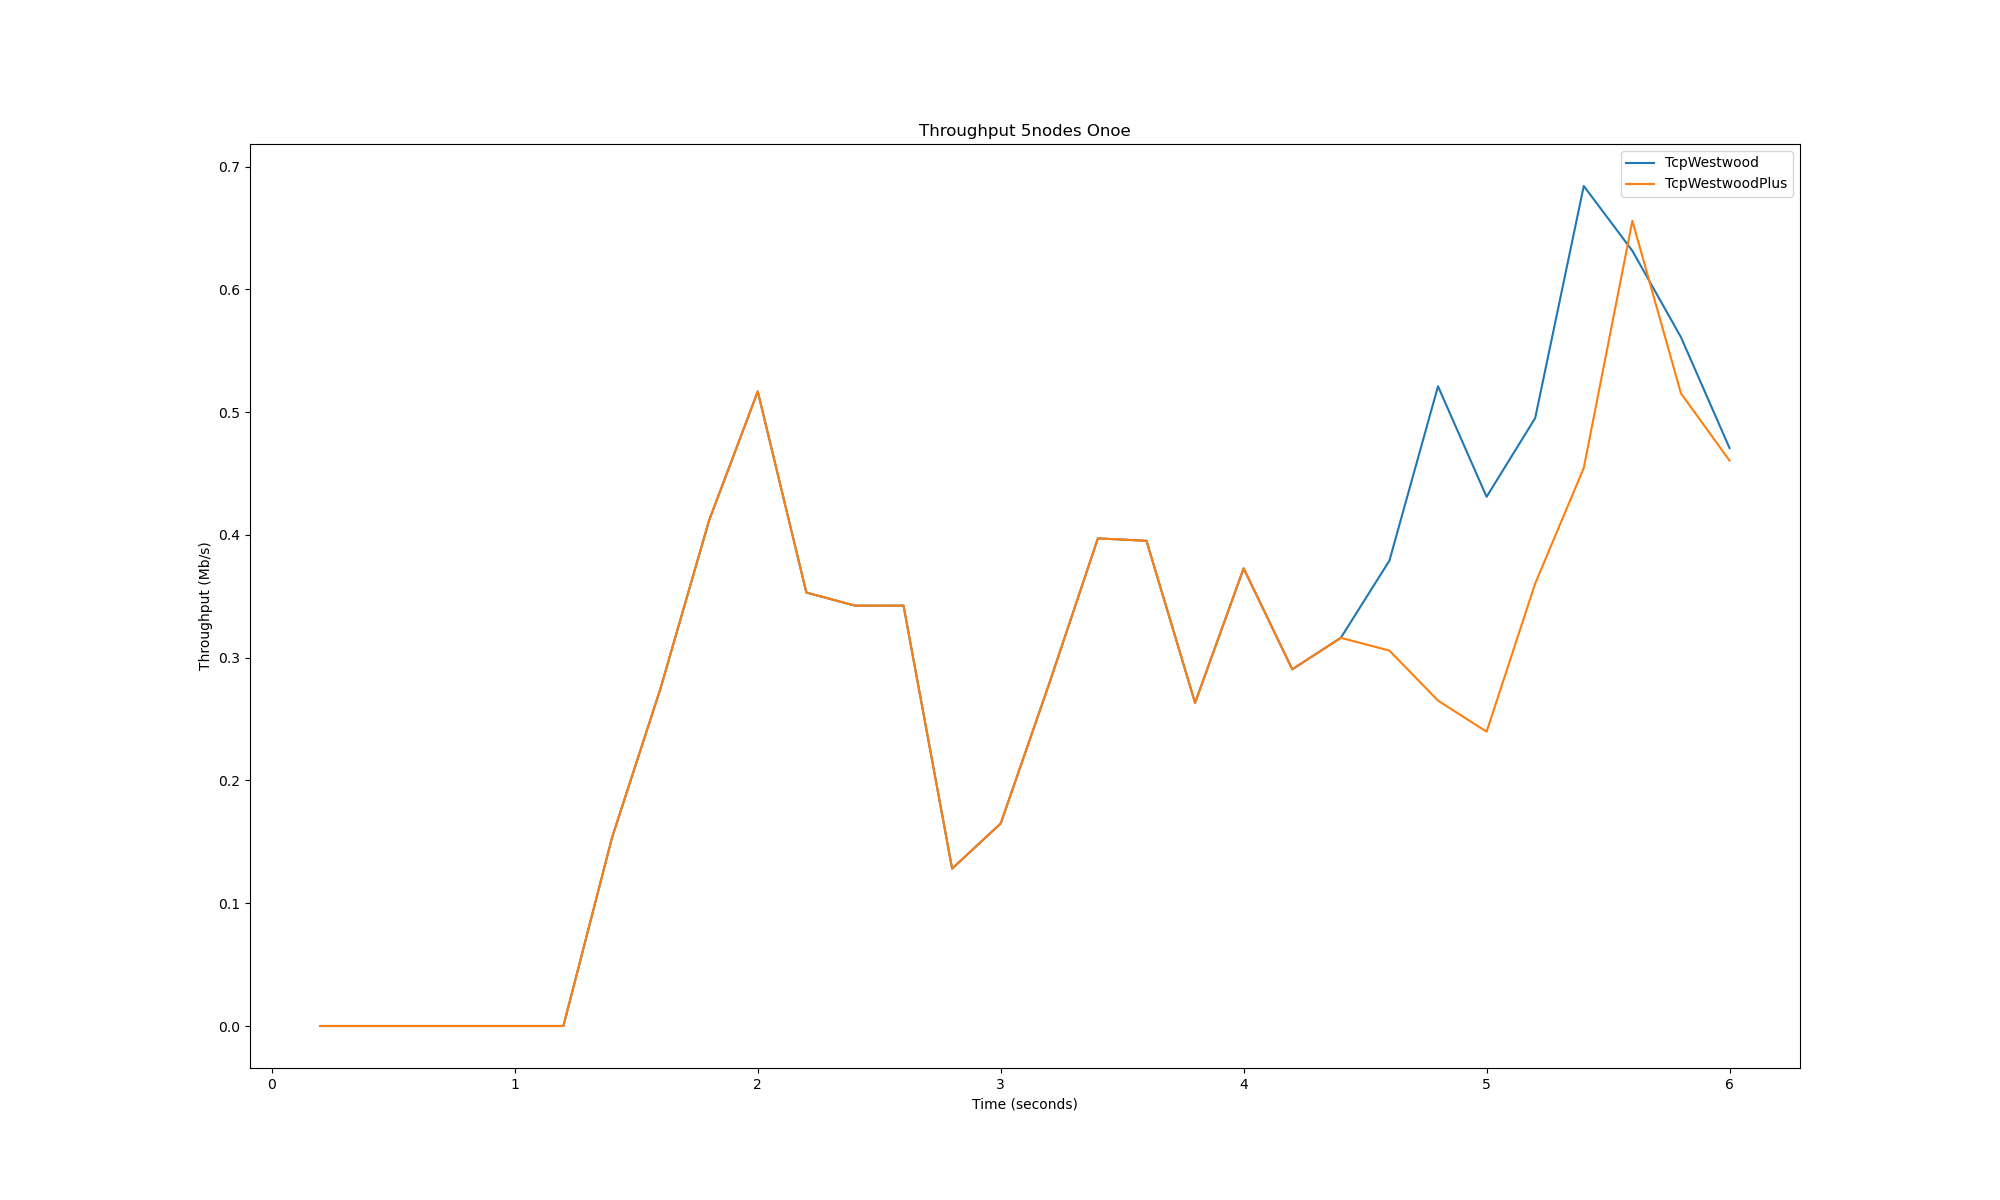 Throughput 5nodes Onoe
TcpWestwood
TcpWestwoodPlus
Throughput (Mb/s)
0.7
0.6
0.5
0.4
0.3
0.2
0.1
0.0
0 1 2 3 4 5 6
Time (seconds)